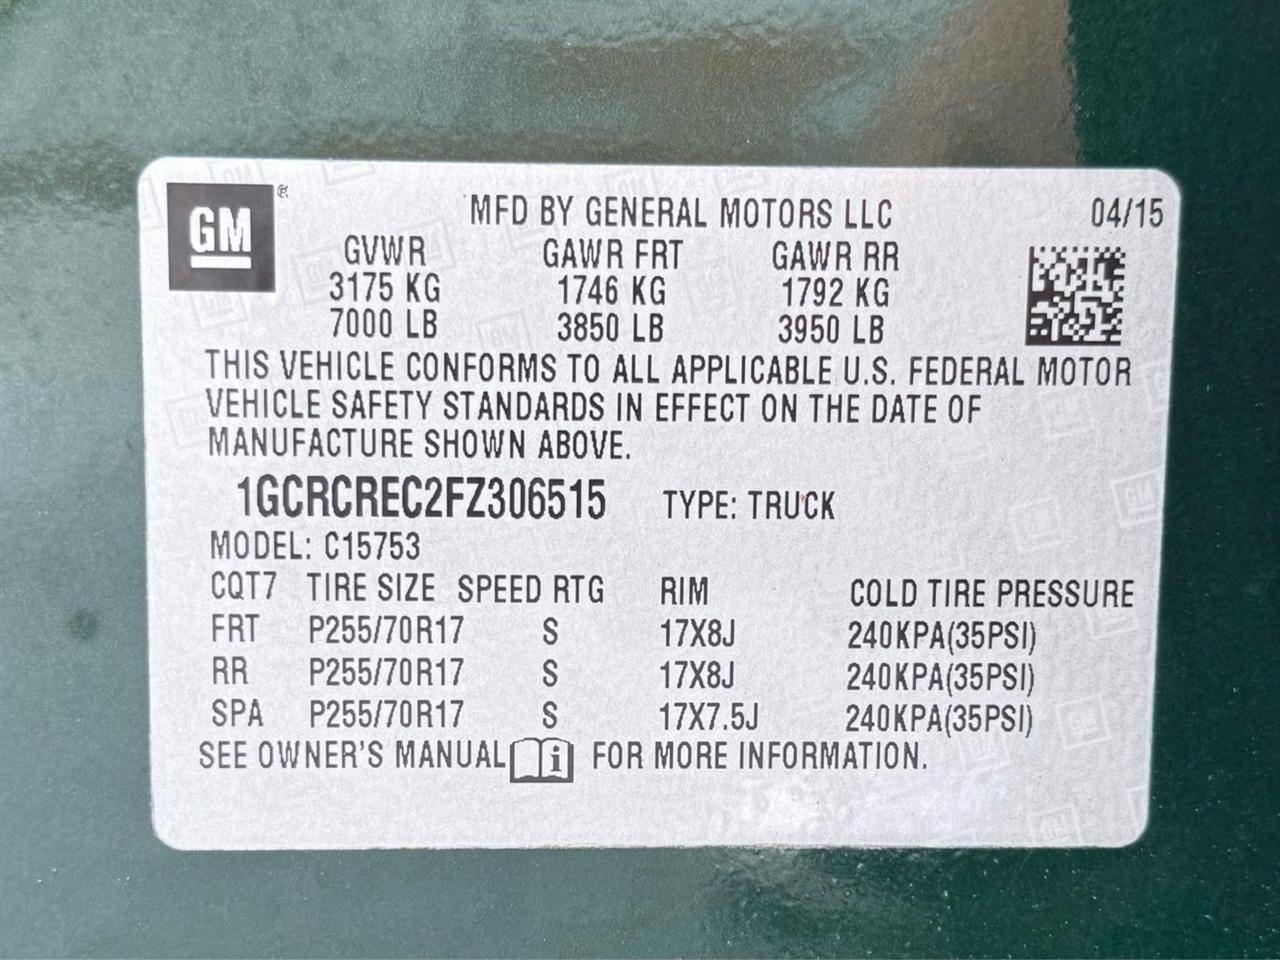 GM ®
MFD BY GENERAL MOTORS LLC 04/15
GVWR GAWR FRT GAWR RR
3175 KG 1746 KG 1792 KG
7000 LB 3850 LB 3950 LB
THIS VEHICLE CONFORMS TO ALL APPLICABLE U.S. FEDERAL MOTOR
VEHICLE SAFETY STANDARDS IN EFFECT ON THE DATE OF
MANUFACTURE SHOWN ABOVE.
1GCRCREC2FZ306515 TYPE: TRUCK
MODEL: C15753
CQT7 TIRE SIZE SPEED RTG RIM COLD TIRE PRESSURE
FRT P255/70R17 S 17X8J 240KPA(35PSI)
RR P255/70R17 S 17X8J 240KPA(35PSI)
SPA P255/70R17 S 17X7.5J 240KPA(35PSI)
SEE OWNER'S MANUAL i FOR MORE INFORMATION.